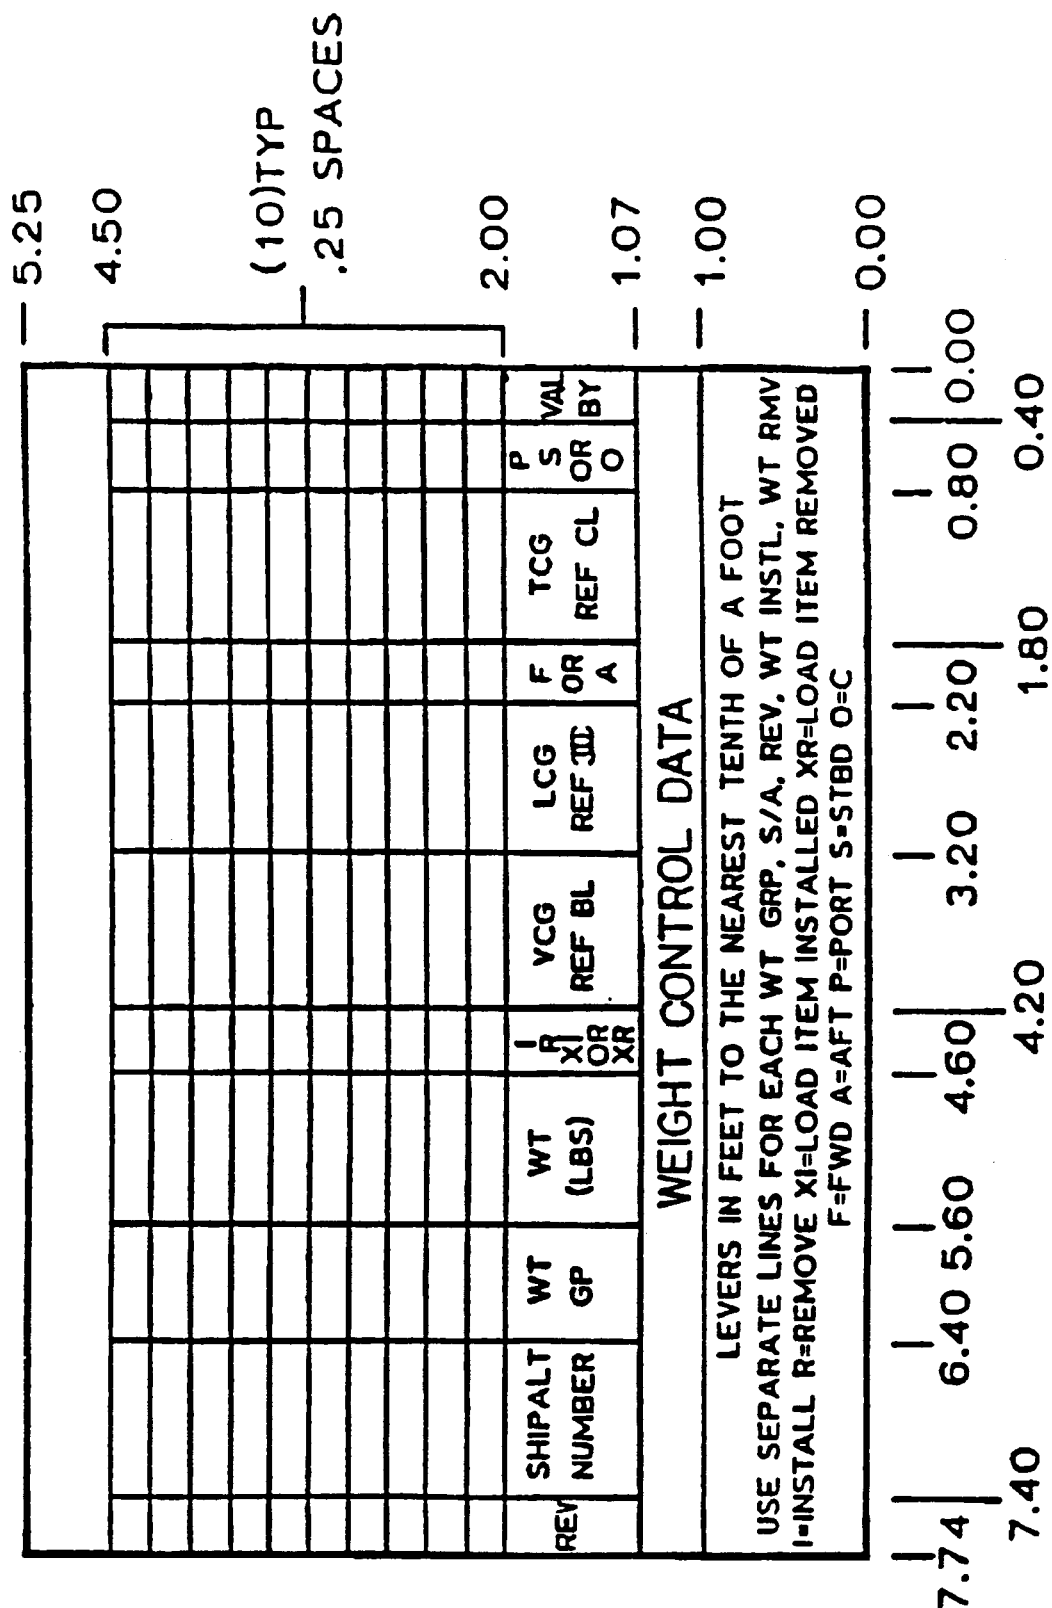 5.25
4.50
(10)TYP
.25 SPACES
REV
SHIPALT
NUMBER
WT
GP
WT
(LBS)
I
R
XI
OR
XR
VCG
REF BL
LCG
REF
F
OR
A
TCG
REF CL
P
S
OR
O
VAL
BY
2.00
1.07
WEIGHT CONTROL DATA
1.00
LEVERS IN FEET TO THE NEAREST TENTH OF A FOOT
USE SEPARATE LINES FOR EACH WT GRP, S/A, REV, WT INSTL, WT RMV
I=INSTALL R=REMOVE XI=LOAD ITEM INSTALLED XR=LOAD ITEM REMOVED
F=FWD A=AFT P=PORT S=STBD O=C
0.00
7.74 6.40 5.60 4.60 3.20 2.20 0.80 0.00
7.40 4.20 1.80 0.40